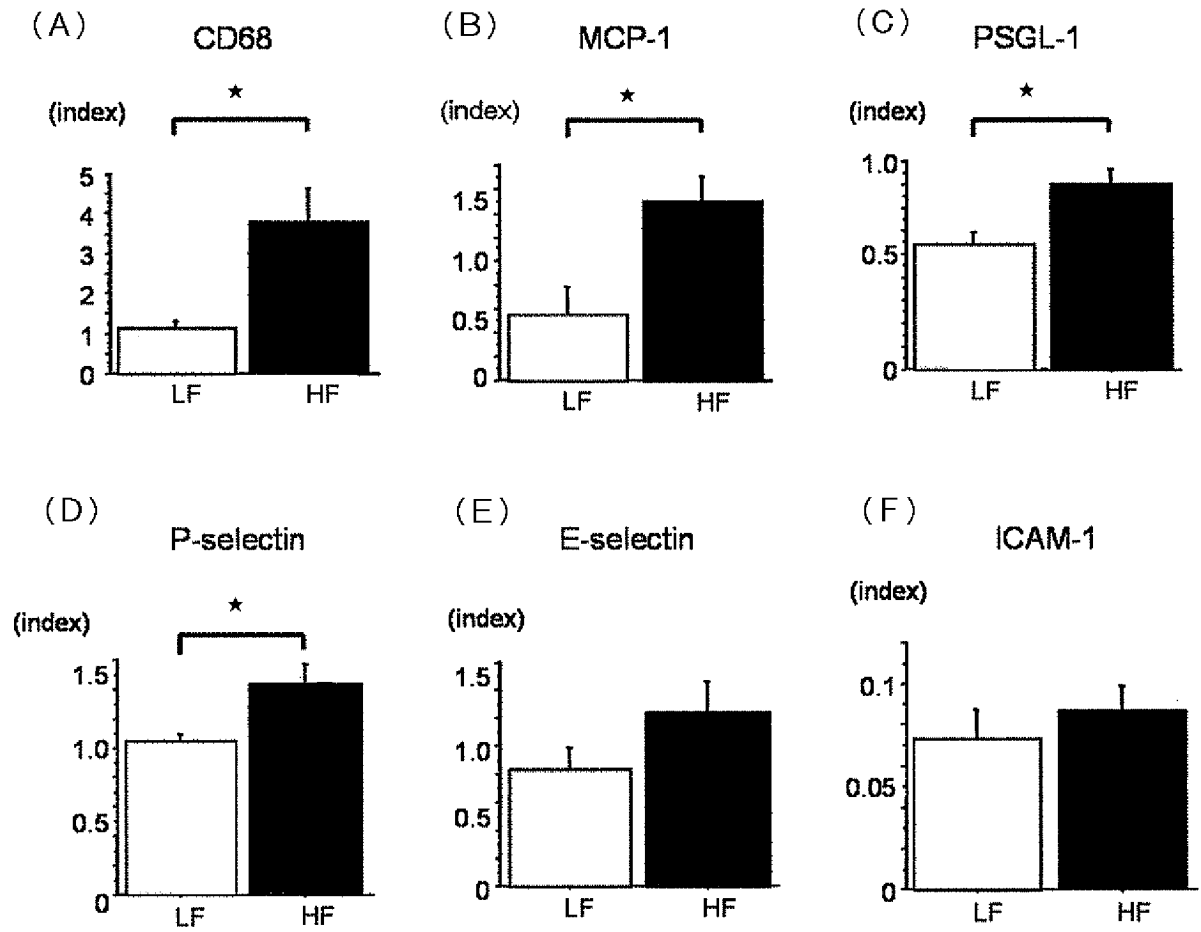 (A)
CD68
★
(index)
5
4
3
2
1
0
LF
HF
(B)
MCP-1
★
(index)
1.5
1.0
0.5
0
LF
HF
(C)
PSGL-1
★
(index)
1.0
0.5
0
LF
HF
(D)
P-selectin
★
(index)
1.5
1.0
0.5
0
LF
HF
(E)
E-selectin
(index)
1.5
1.0
0.5
0
LF
HF
(F)
ICAM-1
(index)
0.1
0.05
0
LF
HF